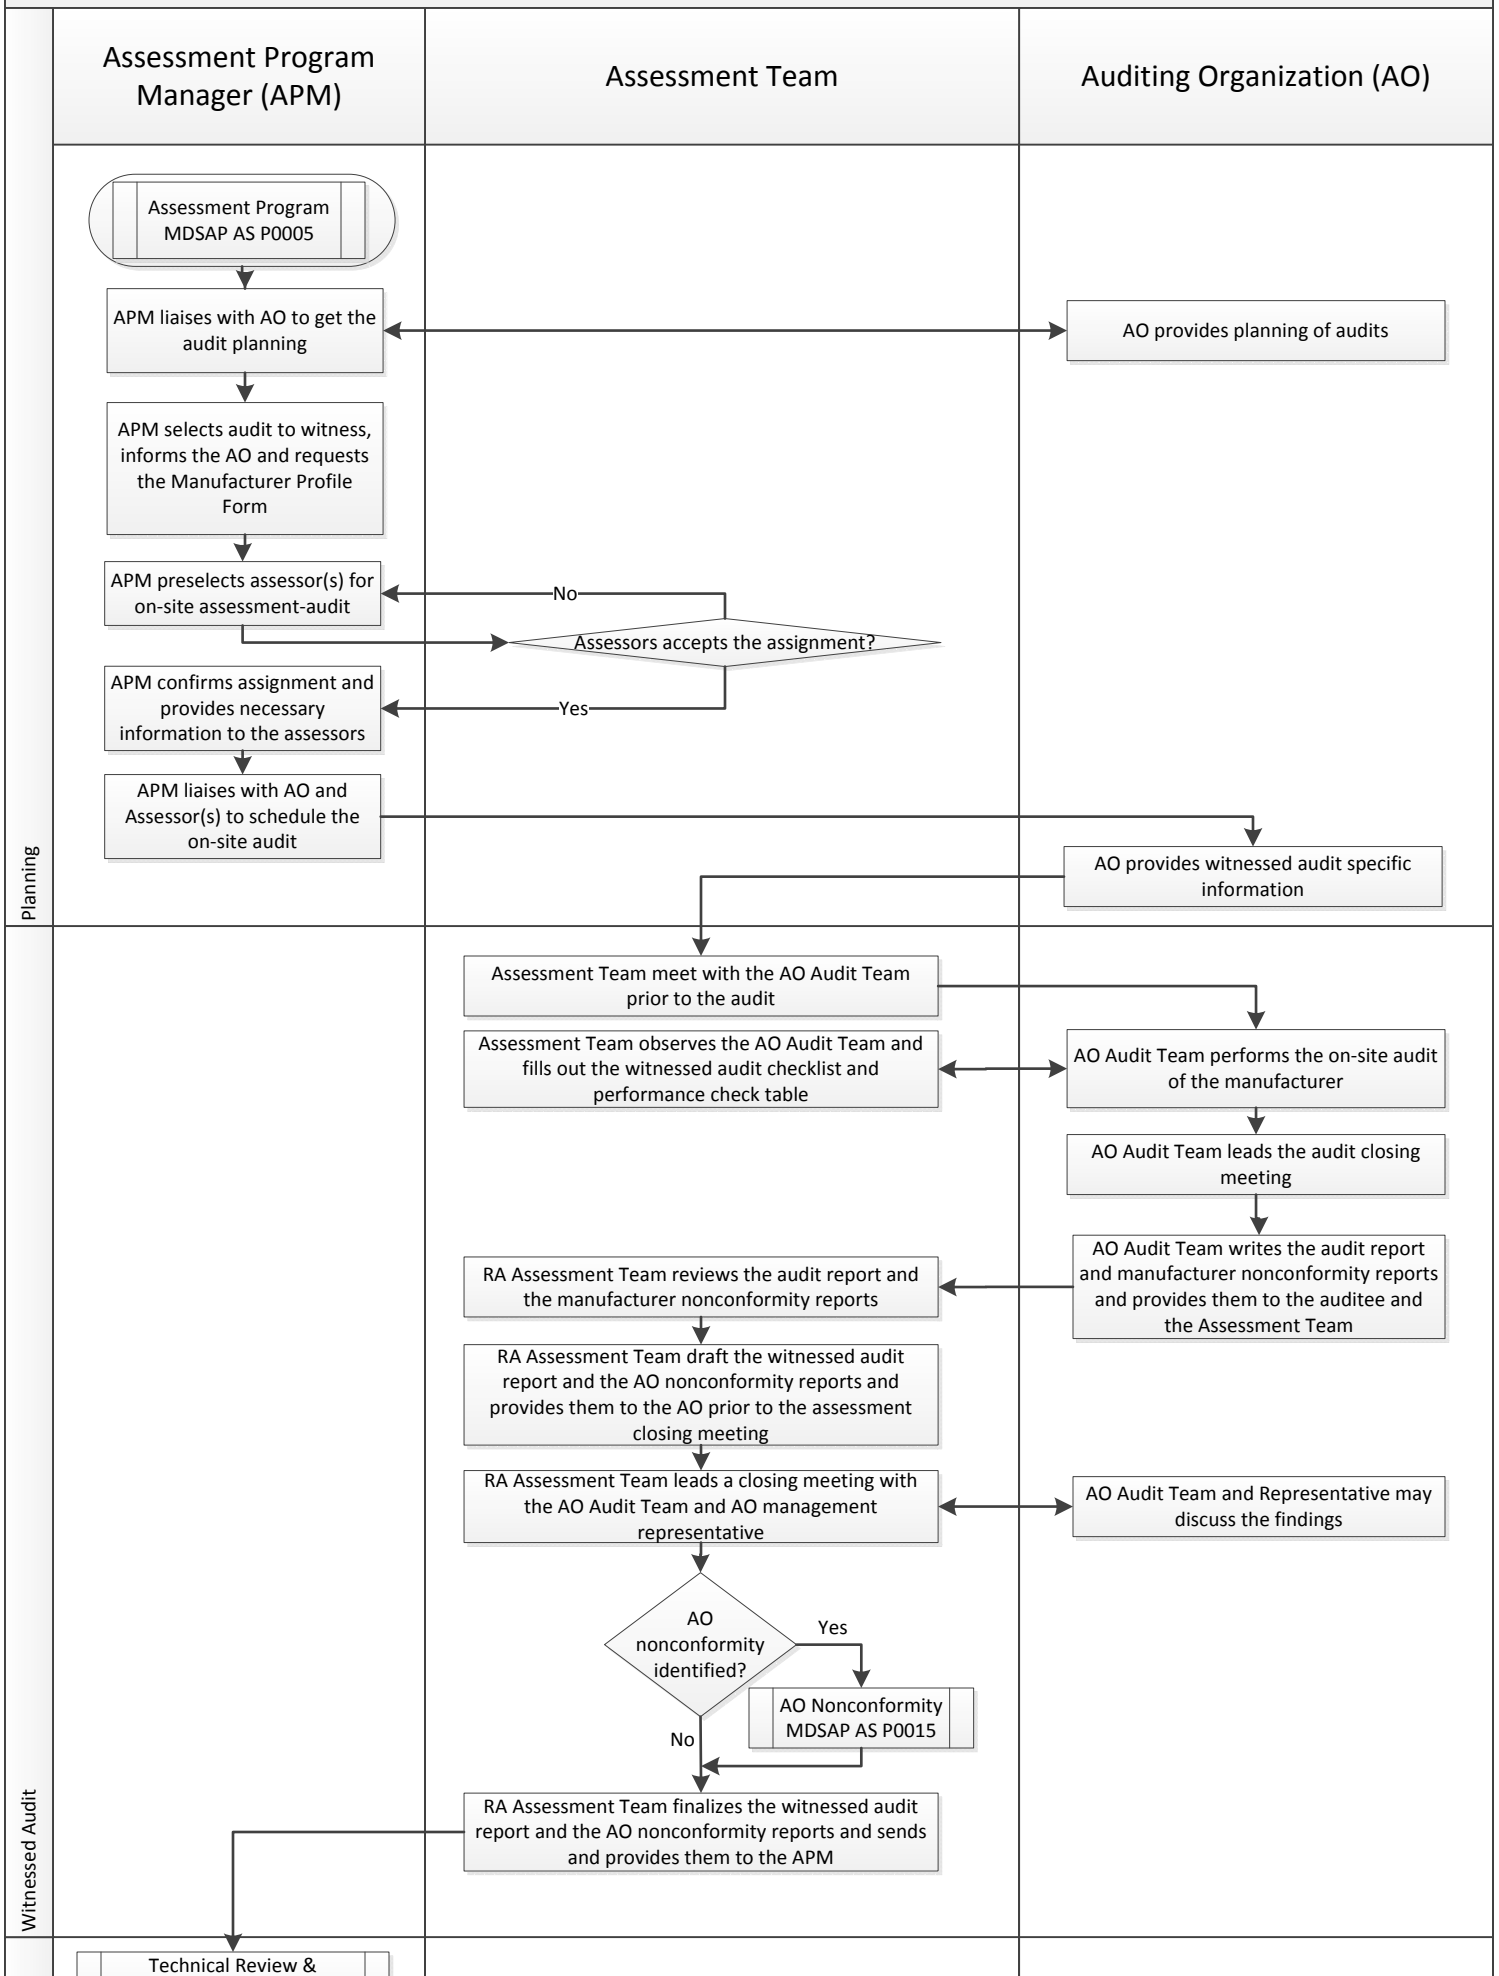 Assessment Program
Manager (APM)
Assessment Team
Auditing Organization (AO)
Planning
Assessment Program
MDSAP AS P0005
APM liaises with AO to get the
audit planning
AO provides planning of audits
APM selects audit to witness,
informs the AO and requests
the Manufacturer Profile
Form
APM preselects assessor(s) for
on-site assessment-audit
No
Assessors accepts the assignment?
APM confirms assignment and
provides necessary
information to the assessors
Yes
APM liaises with AO and
Assessor(s) to schedule the
on-site audit
AO provides witnessed audit specific
information
Witnessed Audit
Assessment Team meet with the AO Audit Team
prior to the audit
Assessment Team observes the AO Audit Team and
fills out the witnessed audit checklist and
performance check table
AO Audit Team performs the on-site audit
of the manufacturer
AO Audit Team leads the audit closing
meeting
AO Audit Team writes the audit report
and manufacturer nonconformity reports
and provides them to the auditee and
the Assessment Team
RA Assessment Team reviews the audit report and
the manufacturer nonconformity reports
RA Assessment Team draft the witnessed audit
report and the AO nonconformity reports and
provides them to the AO prior to the assessment
closing meeting
RA Assessment Team leads a closing meeting with
the AO Audit Team and AO management
representative
AO Audit Team and Representative may
discuss the findings
AO
nonconformity
identified?
Yes
AO Nonconformity
MDSAP AS P0015
No
RA Assessment Team finalizes the witnessed audit
report and the AO nonconformity reports and sends
and provides them to the APM
Technical Review &